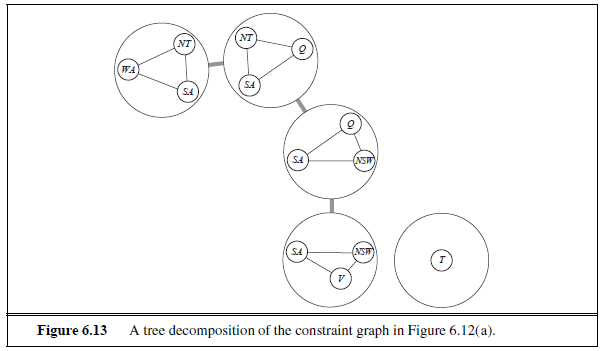 NT
WA
SA
NT
Q
SA
Q
SA
NSW
SA
NSW
V
T
Figure 6.13 A tree decomposition of the constraint graph in Figure 6.12(a).